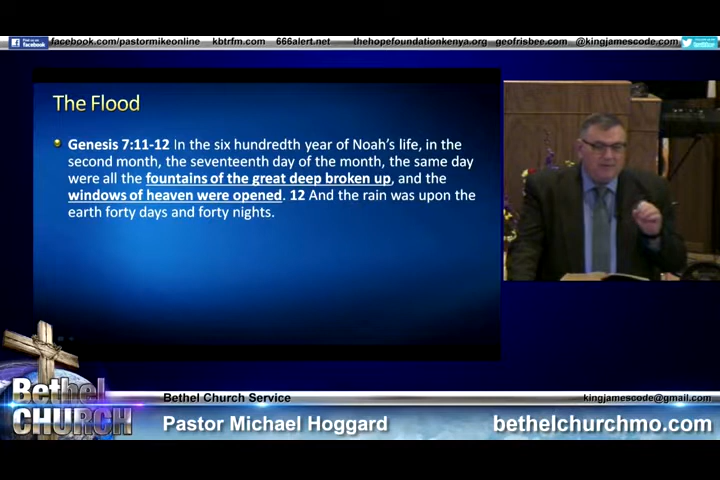 Find us on facebook facebook.com/pastormikeonline kbtrfm.com 666alert.net thehopefoundationkenya.org geofrisbee.com @kingjamescode.com
The Flood
Genesis 7:11-12 In the six hundredth year of Noah's life, in the
second month, the seventeenth day of the month, the same day
were all the fountains of the great deep broken up, and the
windows of heaven were opened. 12 And the rain was upon the
earth forty days and forty nights.
Bethel
CHURCH
Bethel Church Service
kingjamescode@gmail.com
Pastor Michael Hoggard
bethelchurchmo.com